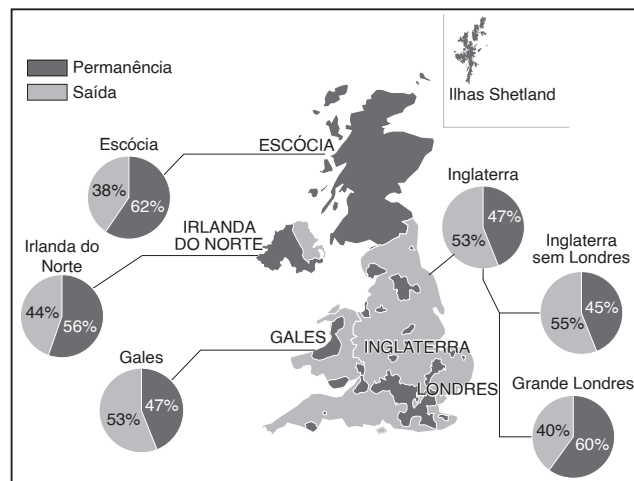 Permanência
Saída
Ilhas Shetland
Escócia
38%
62%
ESCÓCIA
Irlanda do
Norte
44%
56%
IRLANDA
DO NORTE
Gales
53%
47%
GALES
INGLATERRA
LONDRES
Inglaterra
47%
53%
Inglaterra
sem Londres
45%
55%
Grande Londres
40%
60%